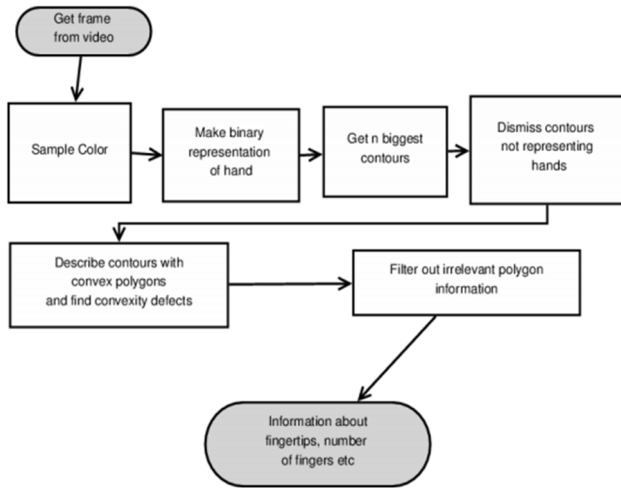 Get frame
from video
Sample Color
Make binary
representation
of hand
Get n biggest
contours
Dismiss contours
not representing
hands
Describe contours with
convex polygons
and find convexity defects
Filter out irrelevant polygon
information
Information about
fingertips, number
of fingers etc